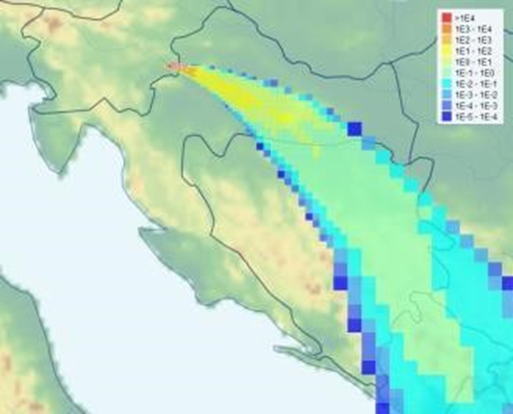 >1E4
1E3 - 1E4
1E2 - 1E3
1E1 - 1E2
1E0 - 1E1
1E-1 - 1E0
1E-2 - 1E-1
1E-3 - 1E-2
1E-4 - 1E-3
1E-5 - 1E-4